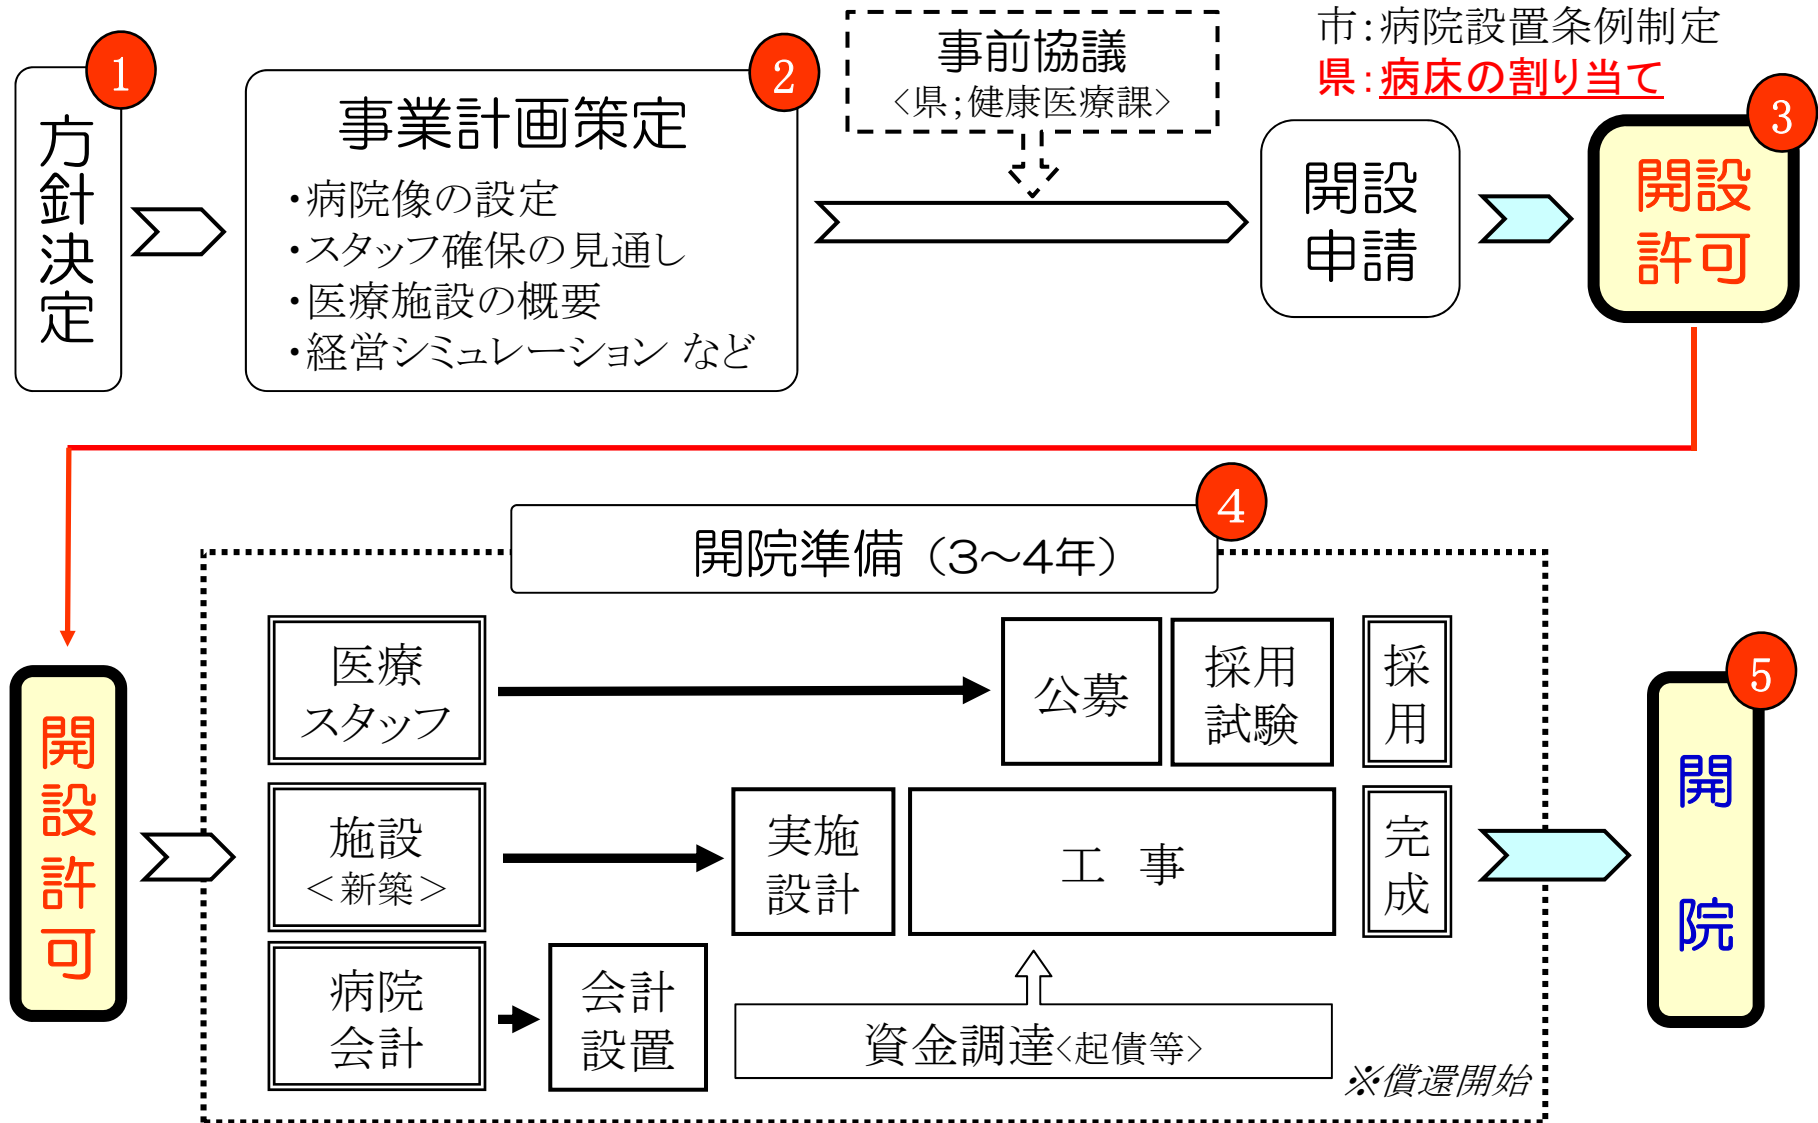 1
方針決定
2
事業計画策定
・病院像の設定
・スタッフ確保の見通し
・医療施設の概要
・経営シミュレーション など
事前協議
<県;健康医療課>
市:病院設置条例制定
県:病床の割り当て
開設
申請
3
開設
許可
4
開院準備(3~4年)
開設許可
医療
スタッフ
公募
採用
試験
採用
施設
<新築>
実施
設計
工 事
完成
病院
会計
会計
設置
資金調達<起債等>
※償還開始
5
開院